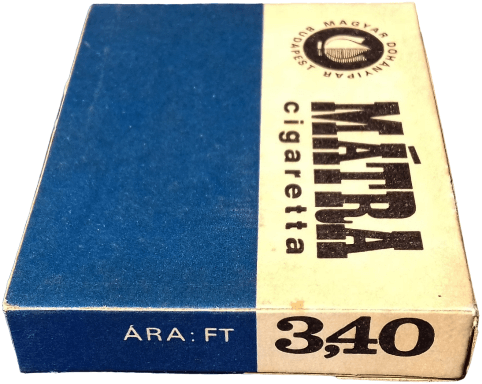 MAGYAR DOHÁNYIPAR BUDAPEST
MÁTRA
cigaretta
ÁRA: FT 3,40